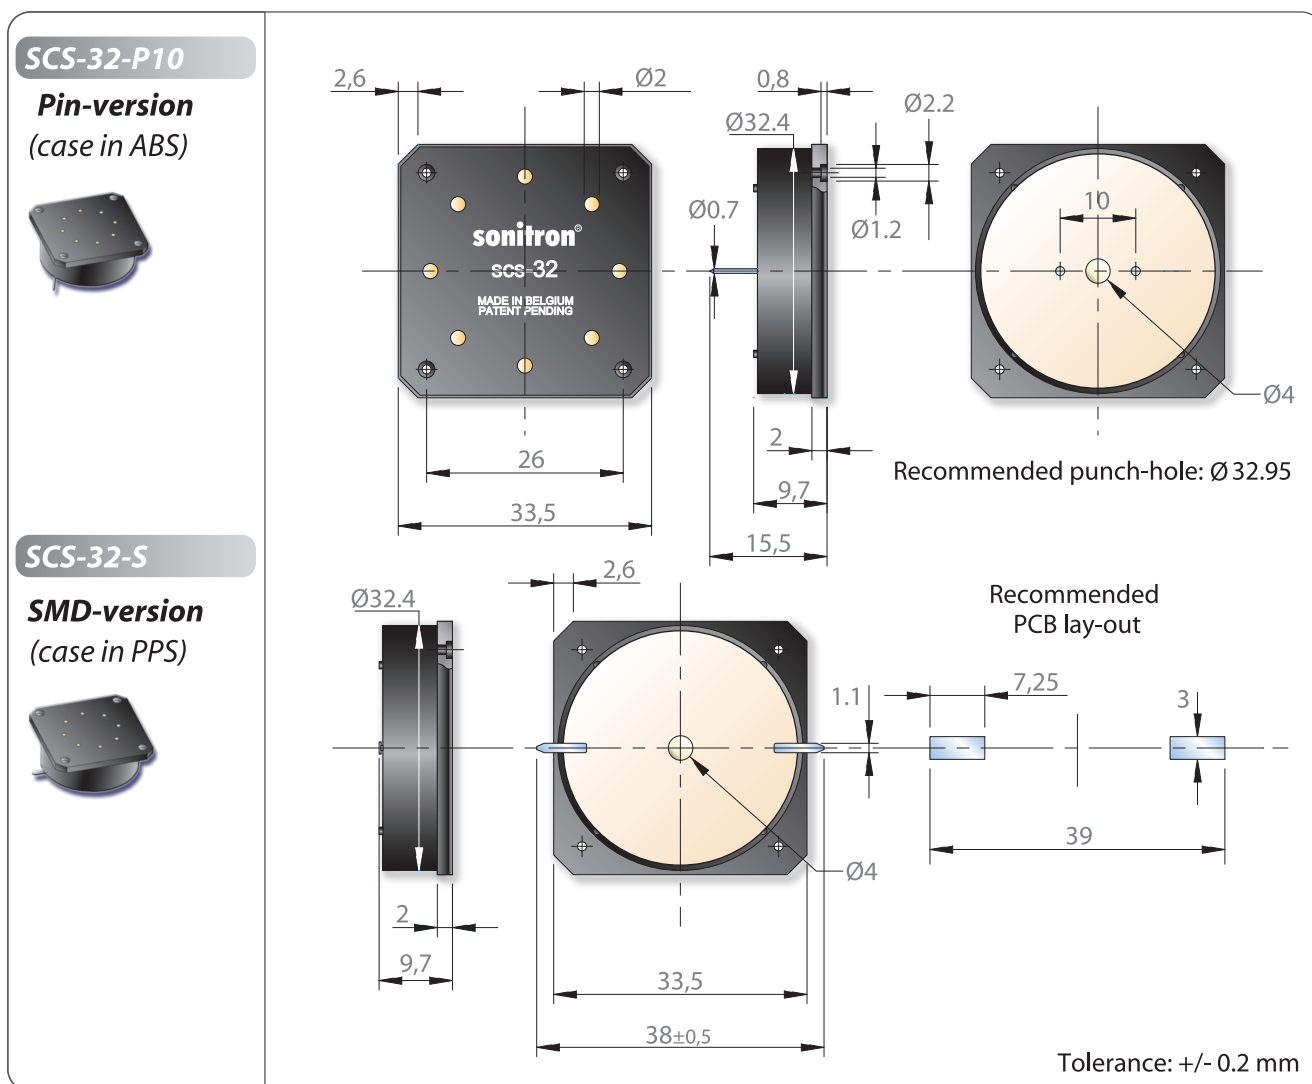 SCS-32-P10
Pin-version
(case in ABS)
2,6
Ø2
0,8
Ø2.2
Ø32.4
Ø0.7
Ø1.2
10
sonitron®
scs-32
MADE IN BELGIUM
PATENT PENDING
Ø4
2
26
9,7
33,5
15,5
Recommended punch-hole: Ø 32.95
SCS-32-S
SMD-version
(case in PPS)
Ø32.4
2,6
Recommended
PCB lay-out
1.1
7,25
3
39
Ø4
2
9,7
33,5
38±0,5
Tolerance: +/- 0.2 mm